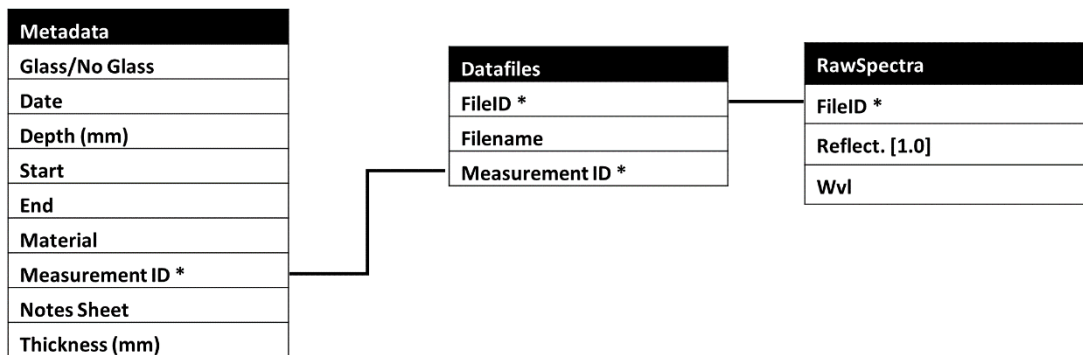 Metadata
Glass/No Glass
Date
Depth (mm)
Start
End
Material
Measurement ID *
Notes Sheet
Thickness (mm)
Datafiles
FileID *
Filename
Measurement ID *
RawSpectra
FileID *
Reflect. [1.0]
Wvl